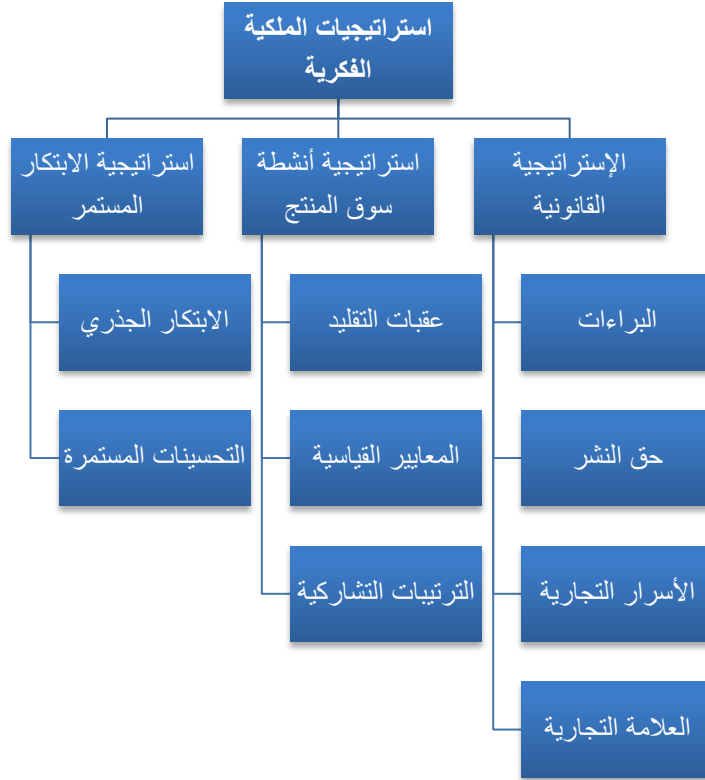 استراتيجيات الملكية
الفكرية
الإستراتيجية
القانونية
استراتيجية أنشطة
سوق المنتج
استراتيجية الابتكار
المستمر
البراءات
عقبات التقليد
الابتكار الجذري
حق النشر
المعايير القياسية
التحسينات المستمرة
الأسرار التجارية
الترتيبات التشاركية
العلامة التجارية